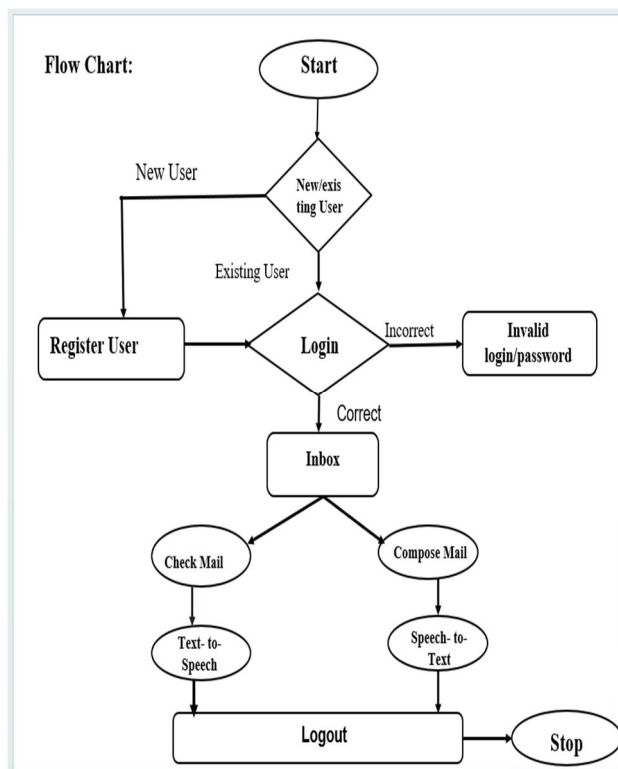 Flow Chart:
Start
New User
New/exis
ting User
Existing User
Register User
Login
Incorrect
Invalid
login/password
Correct
Inbox
Check Mail
Compose Mail
Text- to-
Speech
Speech- to-
Text
Logout
Stop